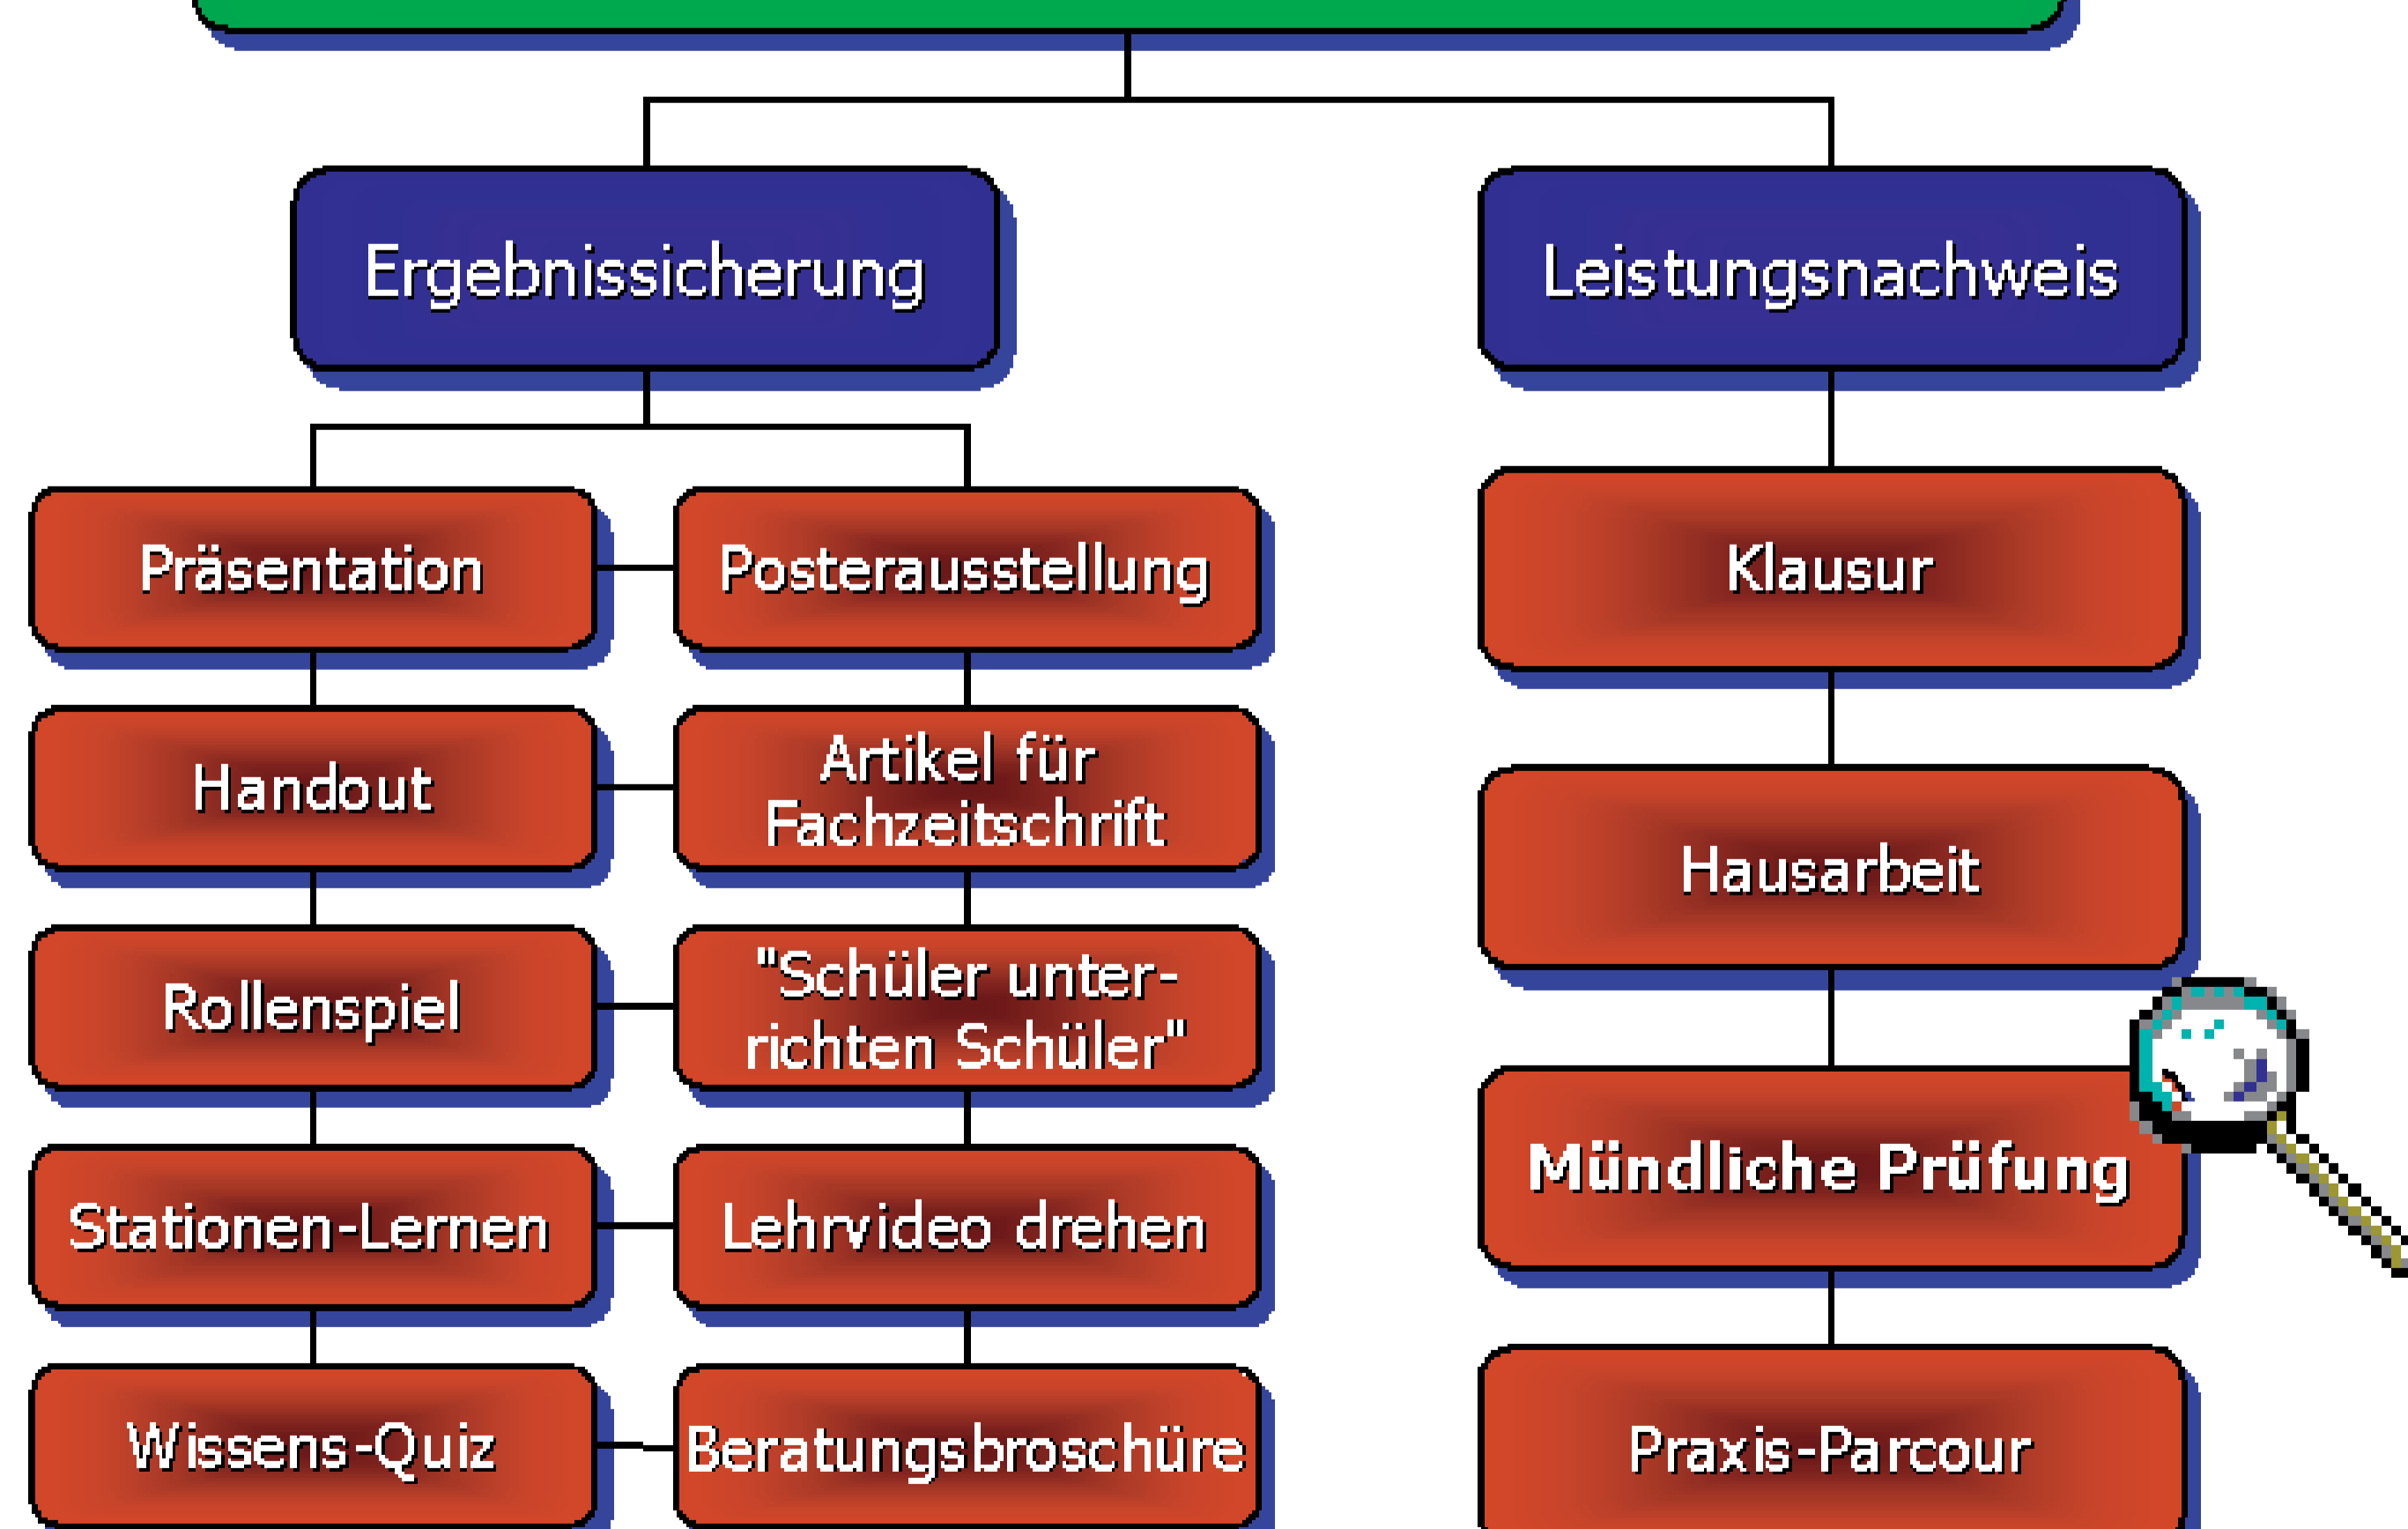 Ergebnissicherung
Leistungsnachweis
Präsentation
Posterausstellung
Klausur
Handout
Artikel für
Fachzeitschrift
Hausarbeit
Rollenspiel
"Schüler unter-
richten Schüler"
Mündliche Prüfung
Stationen-Lernen
Lehrvideo drehen
Wissens-Quiz
Beratungsbroschüre
Praxis-Parcour